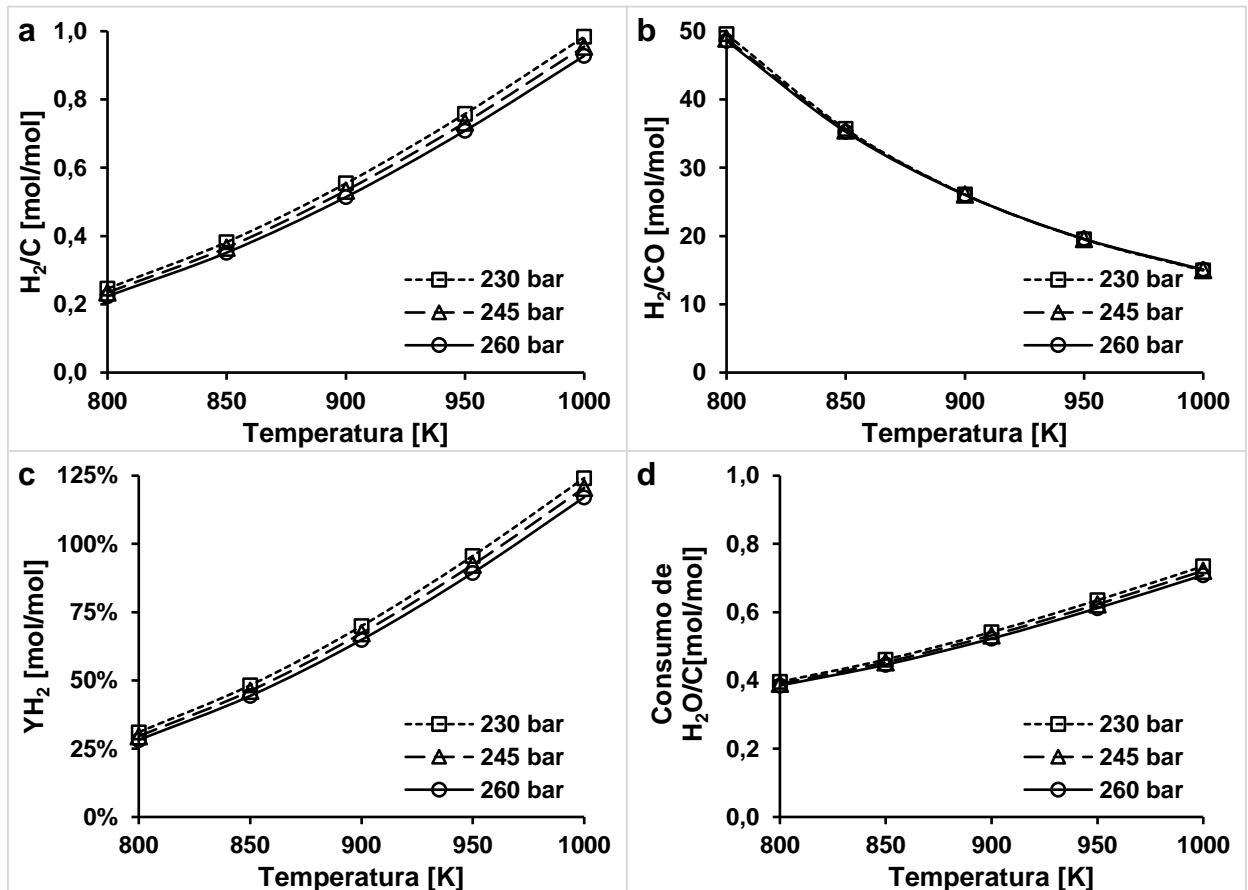 a
H₂/C [mol/mol]
1,0
0,8
0,6
0,4
0,2
0,0
230 bar
245 bar
260 bar
800 850 900 950 1000
Temperatura [K]
b
H₂/CO [mol/mol]
50
40
30
20
10
0
230 bar
245 bar
260 bar
800 850 900 950 1000
Temperatura [K]
c
YH₂ [mol/mol]
125%
100%
75%
50%
25%
0%
230 bar
245 bar
260 bar
800 850 900 950 1000
Temperatura [K]
d
Consumo de
H₂O/C[mol/mol]
1,0
0,8
0,6
0,4
0,2
0,0
230 bar
245 bar
260 bar
800 850 900 950 1000
Temperatura [K]